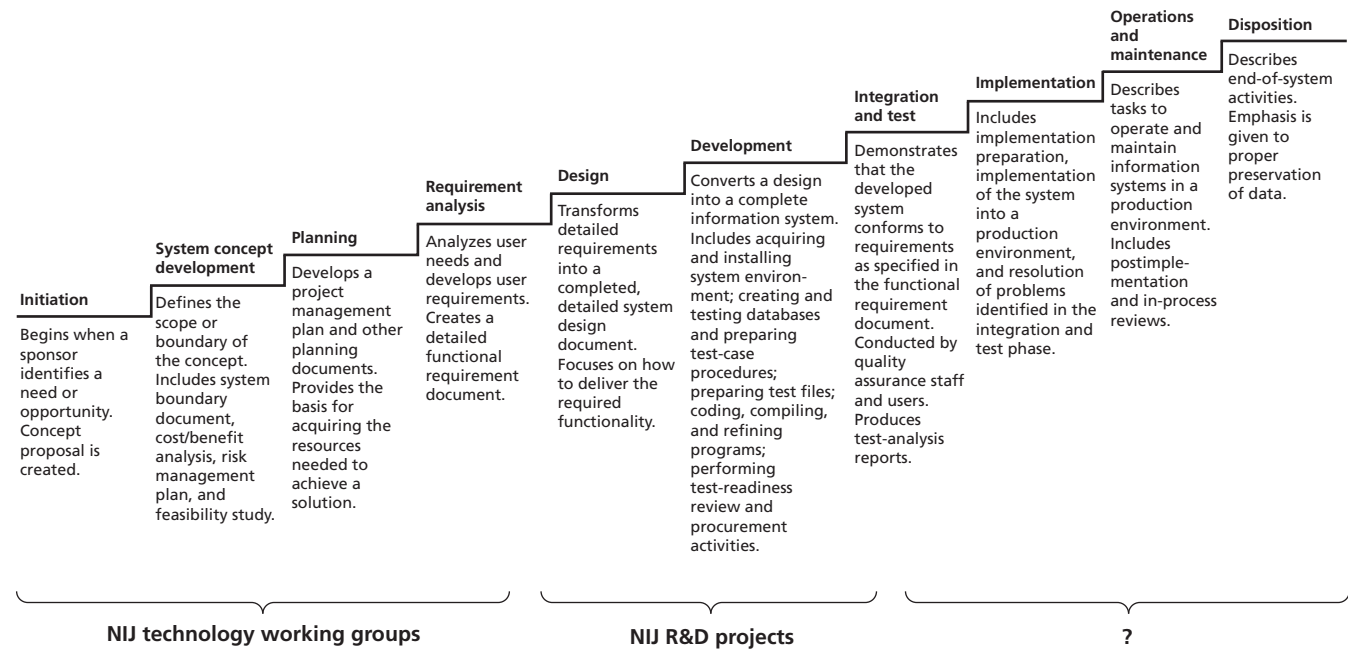 Initiation
Begins when a
sponsor
identifies a
need or
opportunity.
Concept
proposal is
created.
System concept
development
Defines the
scope or
boundary of
the concept.
Includes system
boundary
document,
cost/benefit
analysis, risk
management
plan, and
feasibility study.
Planning
Develops a
project
management
plan and other
planning
documents.
Provides the
basis for
acquiring the
resources
needed to
achieve a
solution.
Requirement
analysis
Analyzes user
needs and
develops user
requirements.
Creates a
detailed
functional
requirement
document.
Design
Transforms
detailed
requirements
into a
completed,
detailed system
design
document.
Focuses on how
to deliver the
required
functionality.
Development
Converts a design
into a complete
information system.
Includes acquiring
and installing
system environ-
ment; creating and
testing databases
and preparing
test-case
procedures;
preparing test files;
coding, compiling,
and refining
programs;
performing
test-readiness
review and
procurement
activities.
Integration
and test
Demonstrates
that the
developed
system
conforms to
requirements
as specified in
the functional
requirement
document.
Conducted by
quality
assurance staff
and users.
Produces
test-analysis
reports.
Implementation
Includes
implementation
preparation,
implementation
of the system
into a
production
environment,
and resolution
of problems
identified in the
integration and
test phase.
Operations
and
maintenance
Describes
tasks to
operate and
maintain
information
systems in a
production
environment.
Includes
postimple-
mentation
and in-process
reviews.
Disposition
Describes
end-of-system
activities.
Emphasis is
given to
proper
preservation
of data.
NIJ technology working groups
NIJ R&D projects
?